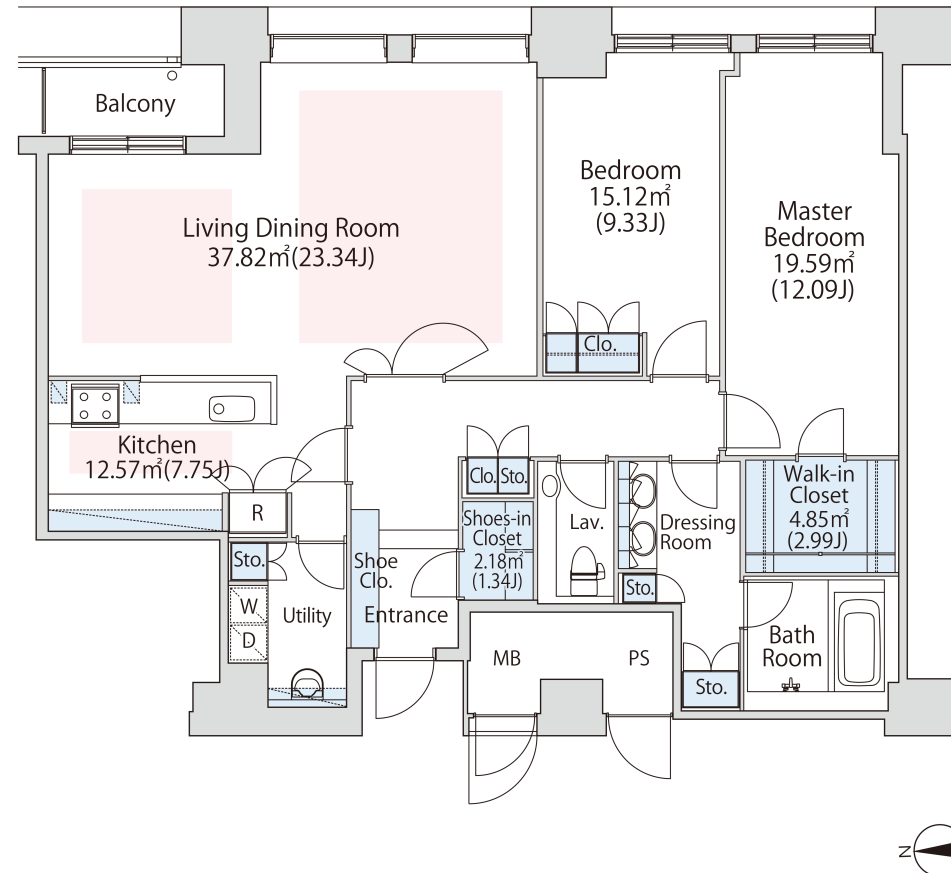 Balcony
Living Dining Room
37.82㎡(23.34J)
Bedroom
15.12㎡
(9.33J)
Master
Bedroom
19.59㎡
(12.09J)
Clo.
Kitchen
12.57㎡(7.75J)
R
Clo.
Sto.
Shoes-in
Closet
2.18㎡
(1.34J)
Lav.
Dressing
Room
Walk-in
Closet
4.85㎡
(2.99J)
Sto.
W
D
Utility
Shoe
Clo.
Entrance
Sto.
MB
PS
Bath
Room
Sto.
N